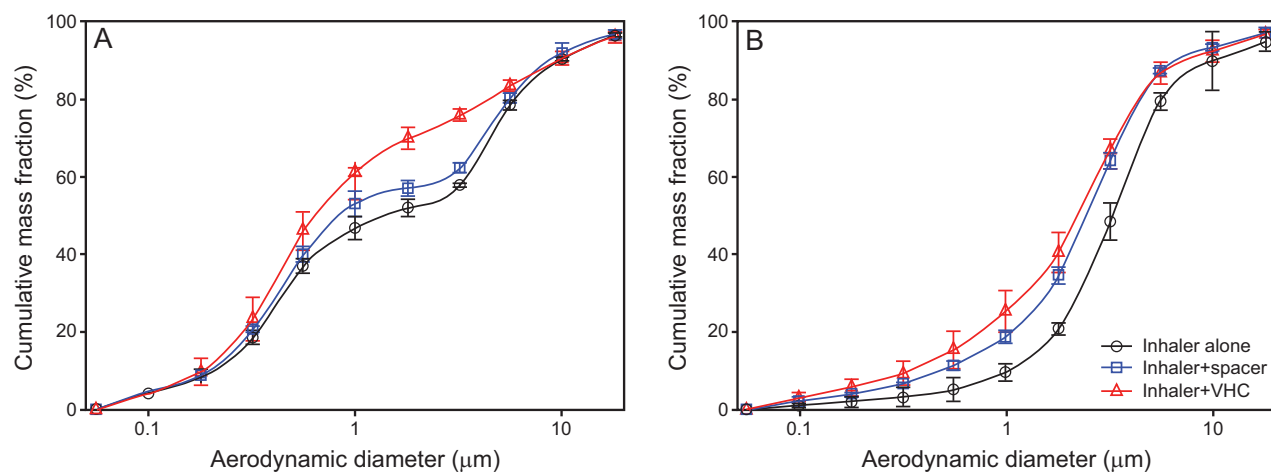 A
Cumulative mass fraction (%)
100
80
60
40
20
0
0.1
1
10
Aerodynamic diameter (μm)
B
Cumulative mass fraction (%)
100
80
60
40
20
0
0.1
1
10
Aerodynamic diameter (μm)
Inhaler alone
Inhaler+spacer
Inhaler+VHC